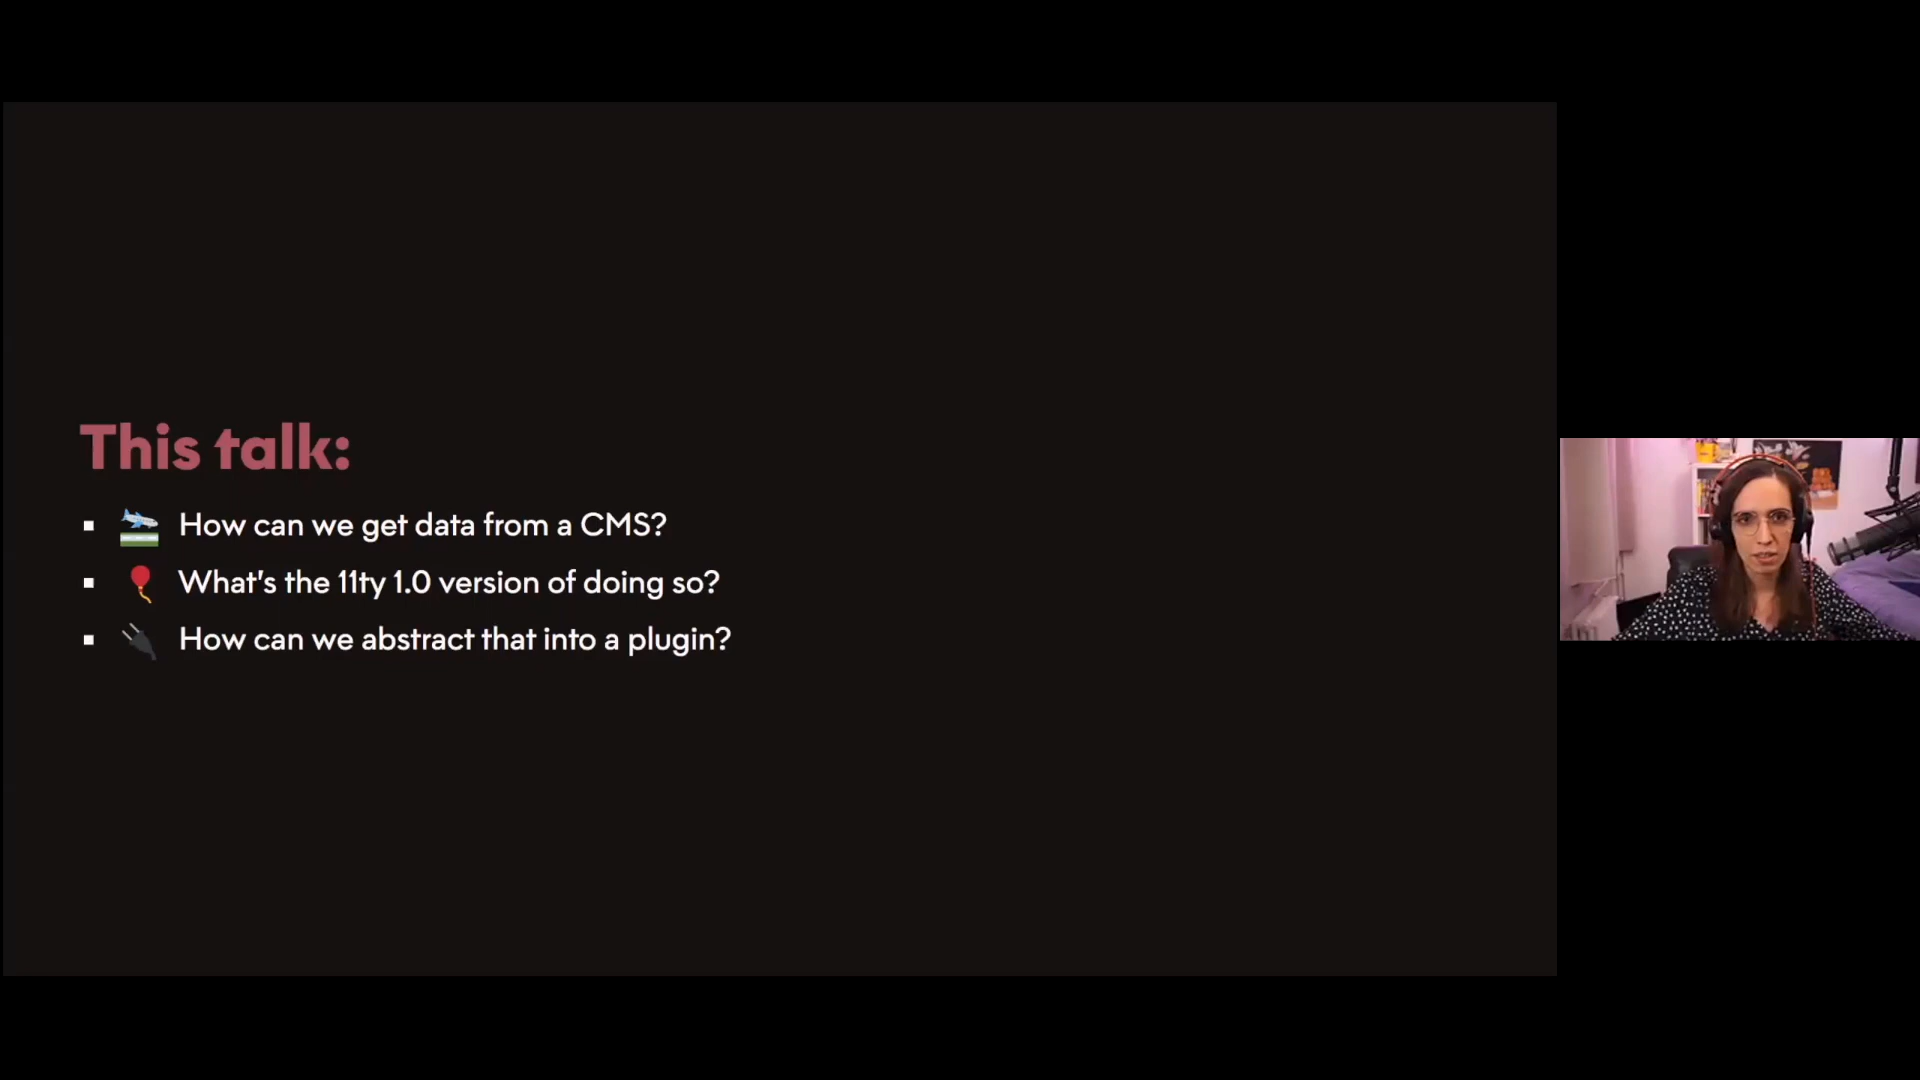 This talk:
How can we get data from a CMS?
What's the 11ty 1.0 version of doing so?
How can we abstract that into a plugin?